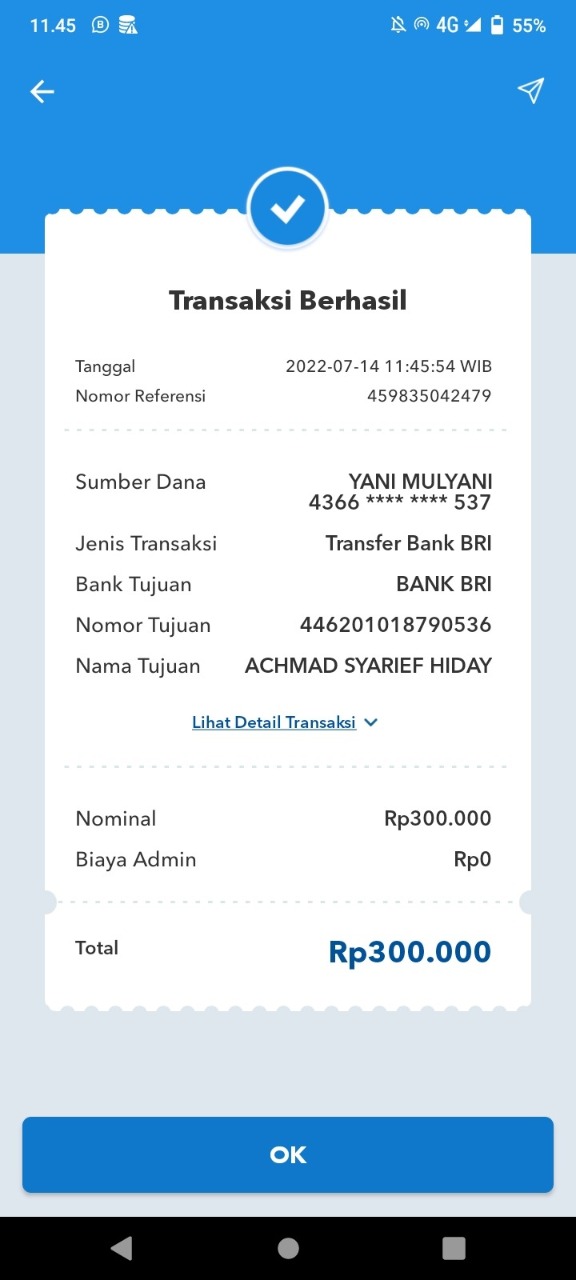 11.45 4G 55%
Transaksi Berhasil
Tanggal 2022-07-14 11:45:54 WIB
Nomor Referensi 459835042479
Sumber Dana YANI MULYANI
4366 **** **** 537
Jenis Transaksi Transfer Bank BRI
Bank Tujuan BANK BRI
Nomor Tujuan 446201018790536
Nama Tujuan ACHMAD SYARIEF HIDAY
Lihat Detail Transaksi
Nominal Rp300.000
Biaya Admin Rp0
Total Rp300.000
OK